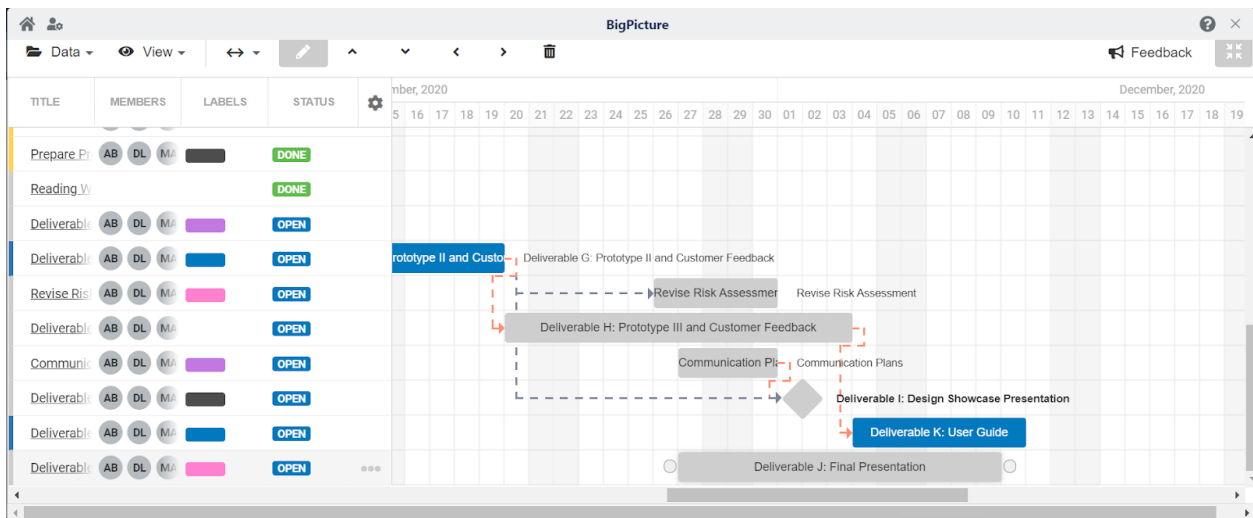 BigPicture
Data View Feedback
TITLE MEMBERS LABELS STATUS
mber, 2020 December, 2020
5 16 17 18 19 20 21 22 23 24 25 26 27 28 29 30 01 02 03 04 05 06 07 08 09 10 11 12 13 14 15 16 17 18 19
Prepare Pr AB DL MA DONE
Reading W DONE
Deliverable AB DL MA OPEN
Deliverable AB DL MA OPEN rototype II and Custo Deliverable G: Prototype II and Customer Feedback
Revise Ris AB DL MA OPEN Revise Risk Assessmer Revise Risk Assessment
Deliverable AB DL MA OPEN Deliverable H: Prototype III and Customer Feedback
Communic AB DL MA OPEN Communication Pla Communication Plans
Deliverable AB DL MA OPEN Deliverable I: Design Showcase Presentation
Deliverable AB DL MA OPEN Deliverable K: User Guide
Deliverable AB DL MA OPEN Deliverable J: Final Presentation